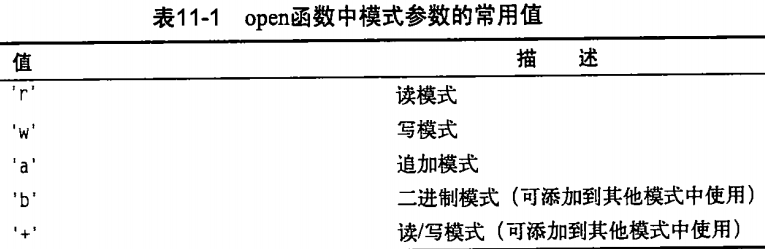 表11-1 open函数中模式参数的常用值
值 描 述
'r' 读模式
'w' 写模式
'a' 追加模式
'b' 二进制模式（可添加到其他模式中使用）
'+' 读/写模式（可添加到其他模式中使用）